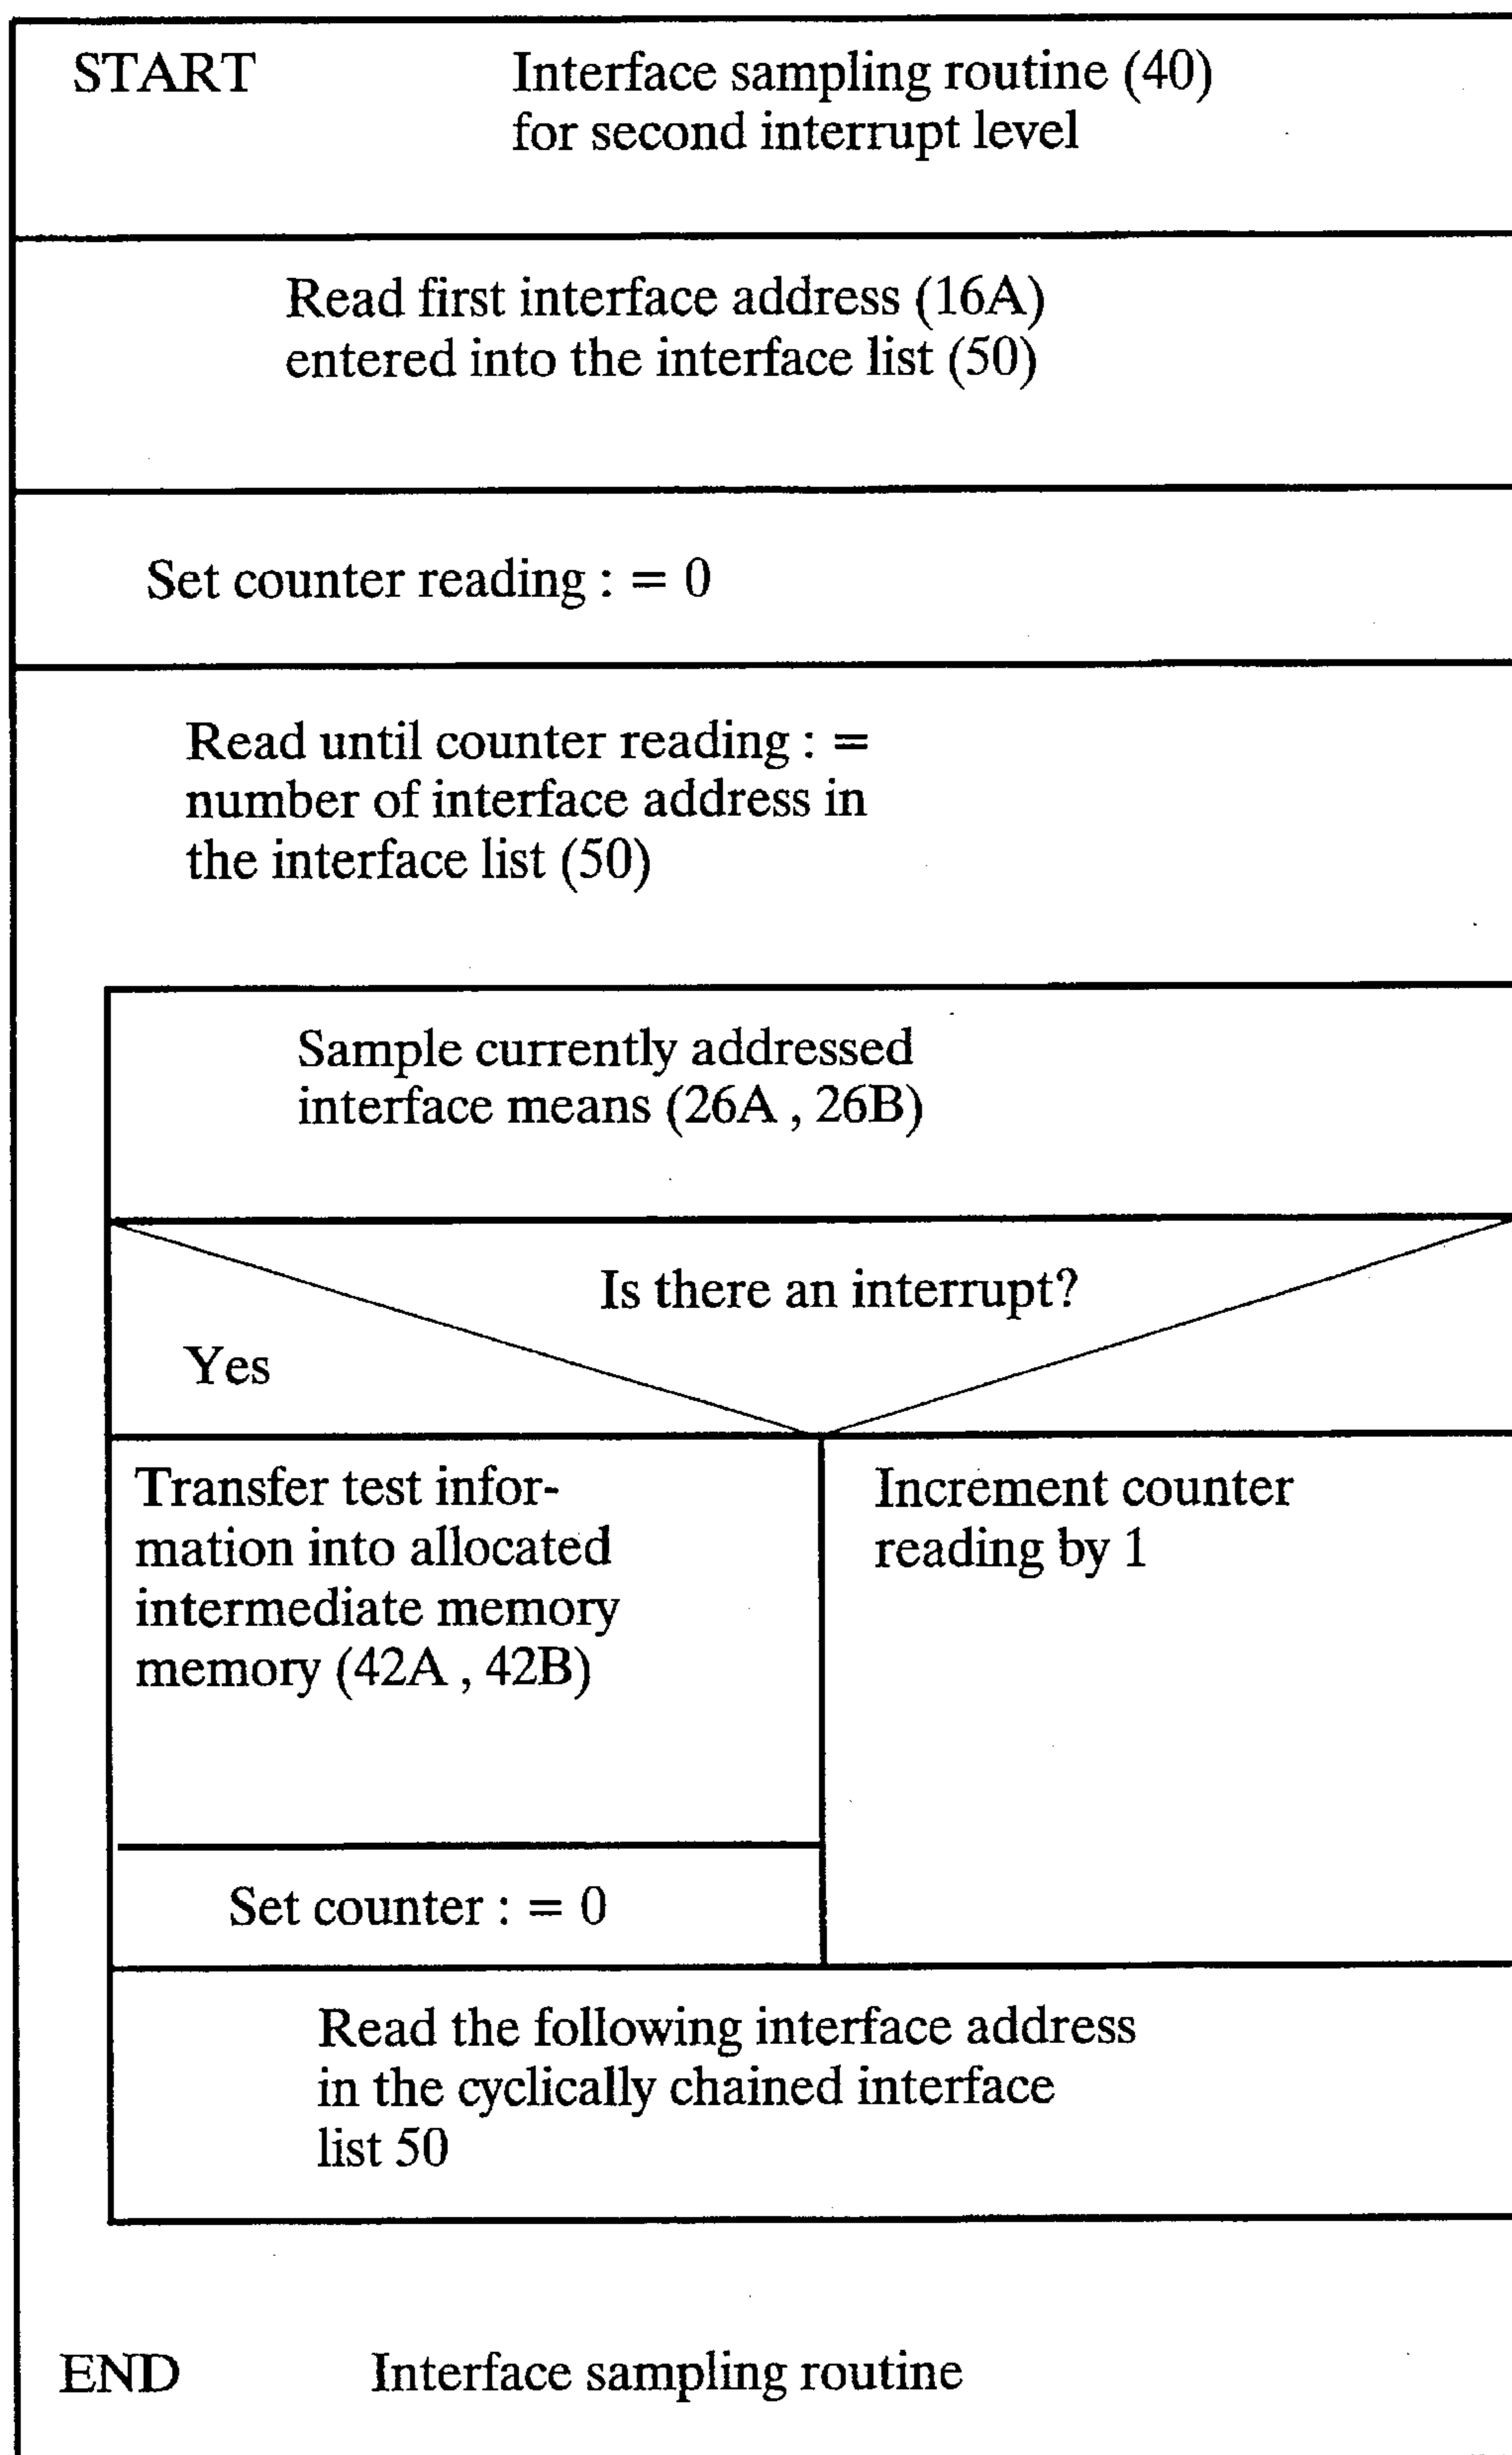 START Interface sampling routine (40)
for second interrupt level
Read first interface address (16A)
entered into the interface list (50)
Set counter reading : = 0
Read until counter reading : =
number of interface address in
the interface list (50)
Sample currently addressed
interface means (26A , 26B)
Is there an interrupt?
Yes
Transfer test infor-
mation into allocated
intermediate memory
memory (42A , 42B)
Increment counter
reading by 1
Set counter : = 0
Read the following interface address
in the cyclically chained interface
list 50
END Interface sampling routine